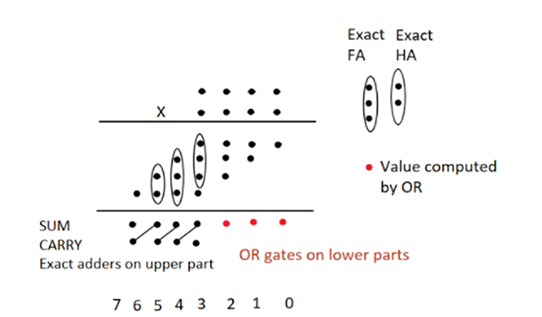 Exact Exact
FA HA
X
Value computed
by OR
SUM
CARRY
OR gates on lower parts
Exact adders on upper part
7 6 5 4 3 2 1 0